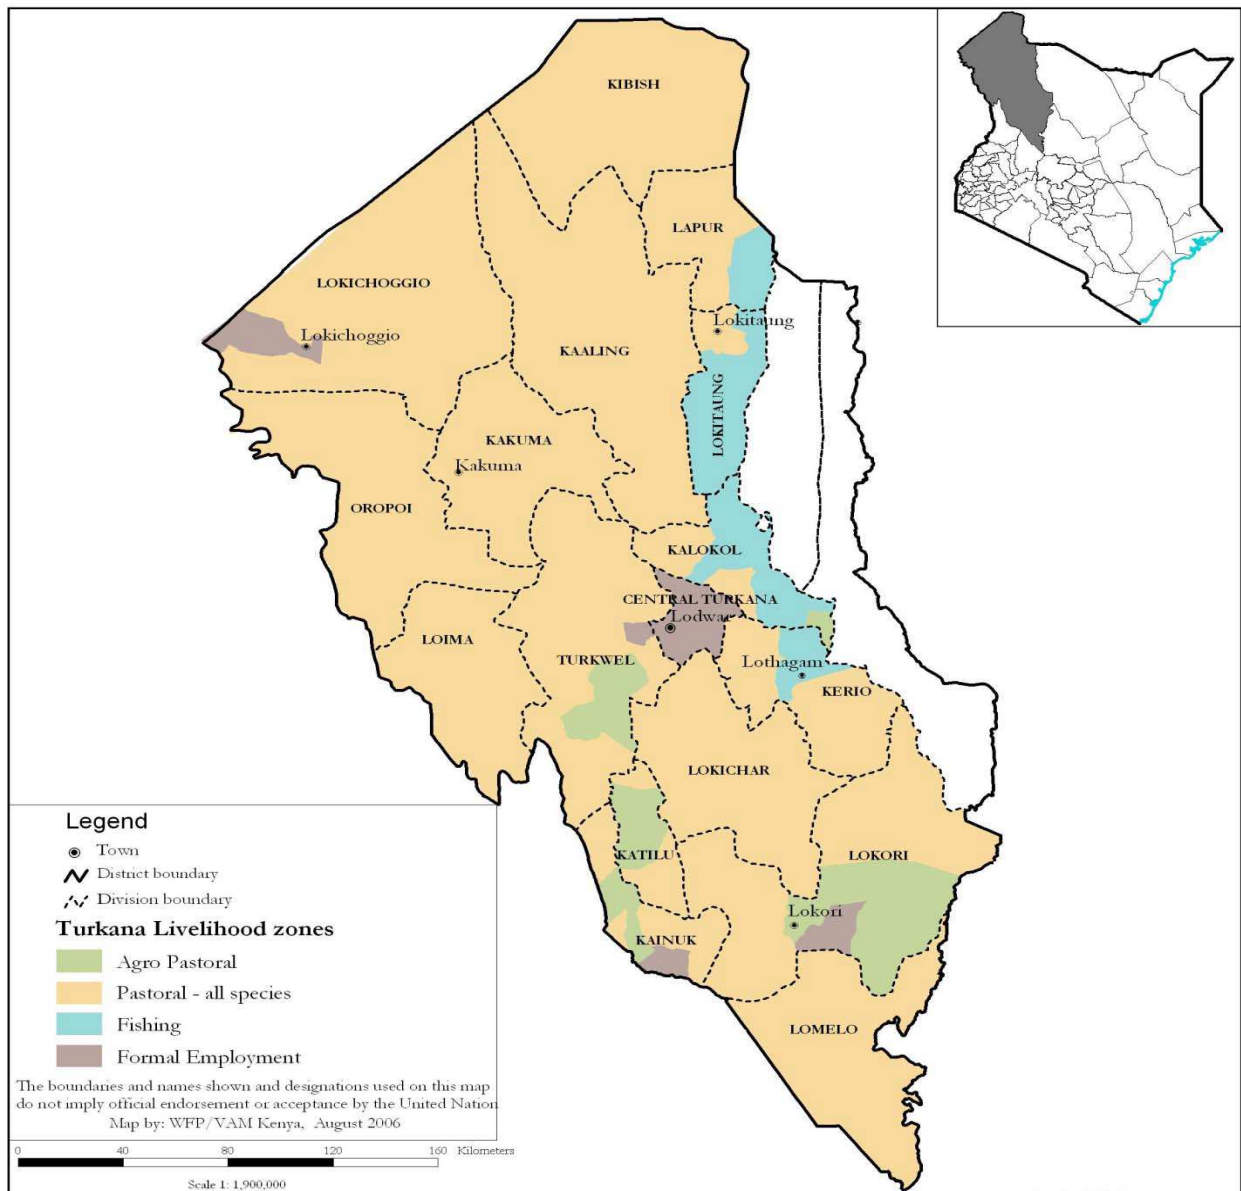 KIBISH
LAPUR
LOKICHOGGIO
Lokitaung
Lokichoggio
KAALING
LOKITAUNG
KAKUMA
Kakuma
OROPOI
KALOKOL
CENTRAL TURKANA
Lodwar
LOIMA
TURKWEL
Lothagam
KERIO
LOKICHAR
KATILU
LOKORI
Lokori
KAINUK
LOMELO
Legend
Town
District boundary
Division boundary
Turkana Livelihood zones
Agro Pastoral
Pastoral - all species
Fishing
Formal Employment
The boundaries and names shown and designations used on this map
do not imply official endorsement or acceptance by the United Nation
Map by: WFP/VAM Kenya, August 2006
0 40 80 120 160 Kilometers
Scale 1: 1,900,000